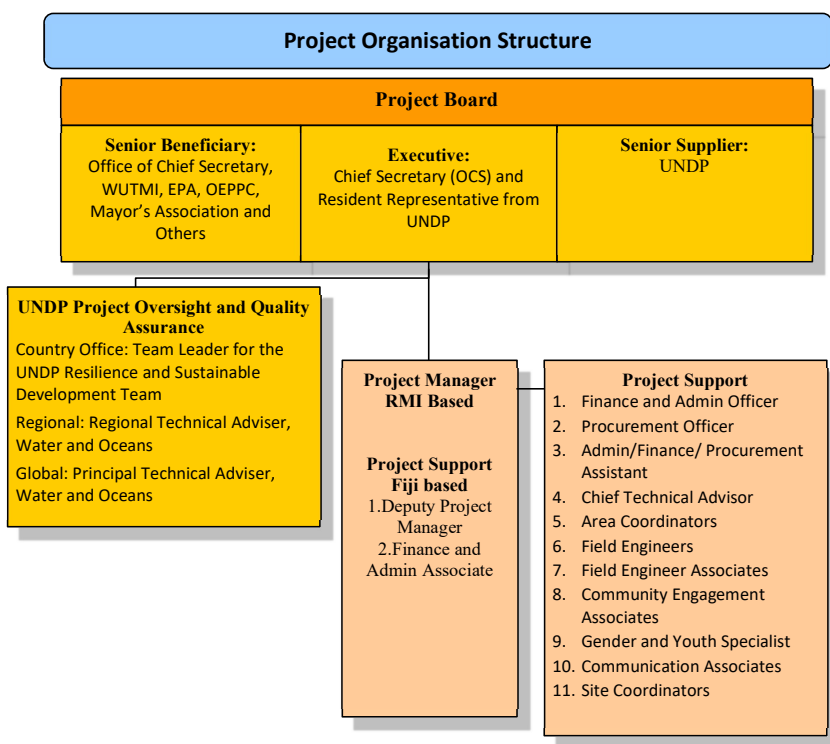 Project Organisation Structure
Project Board
Senior Beneficiary:
Office of Chief Secretary,
WUTMI, EPA, OEPPC,
Mayor’s Association and
Others
Executive:
Chief Secretary (OCS) and
Resident Representative from
UNDP
Senior Supplier:
UNDP
UNDP Project Oversight and Quality
Assurance
Country Office: Team Leader for the
UNDP Resilience and Sustainable
Development Team
Regional: Regional Technical Adviser,
Water and Oceans
Global: Principal Technical Adviser,
Water and Oceans
Project Manager
RMI Based
Project Support
Fiji based
1.Deputy Project
Manager
2.Finance and
Admin Associate
Project Support
1. Finance and Admin Officer
2. Procurement Officer
3. Admin/Finance/ Procurement
Assistant
4. Chief Technical Advisor
5. Area Coordinators
6. Field Engineers
7. Field Engineer Associates
8. Community Engagement
Associates
9. Gender and Youth Specialist
10. Communication Associates
11. Site Coordinators